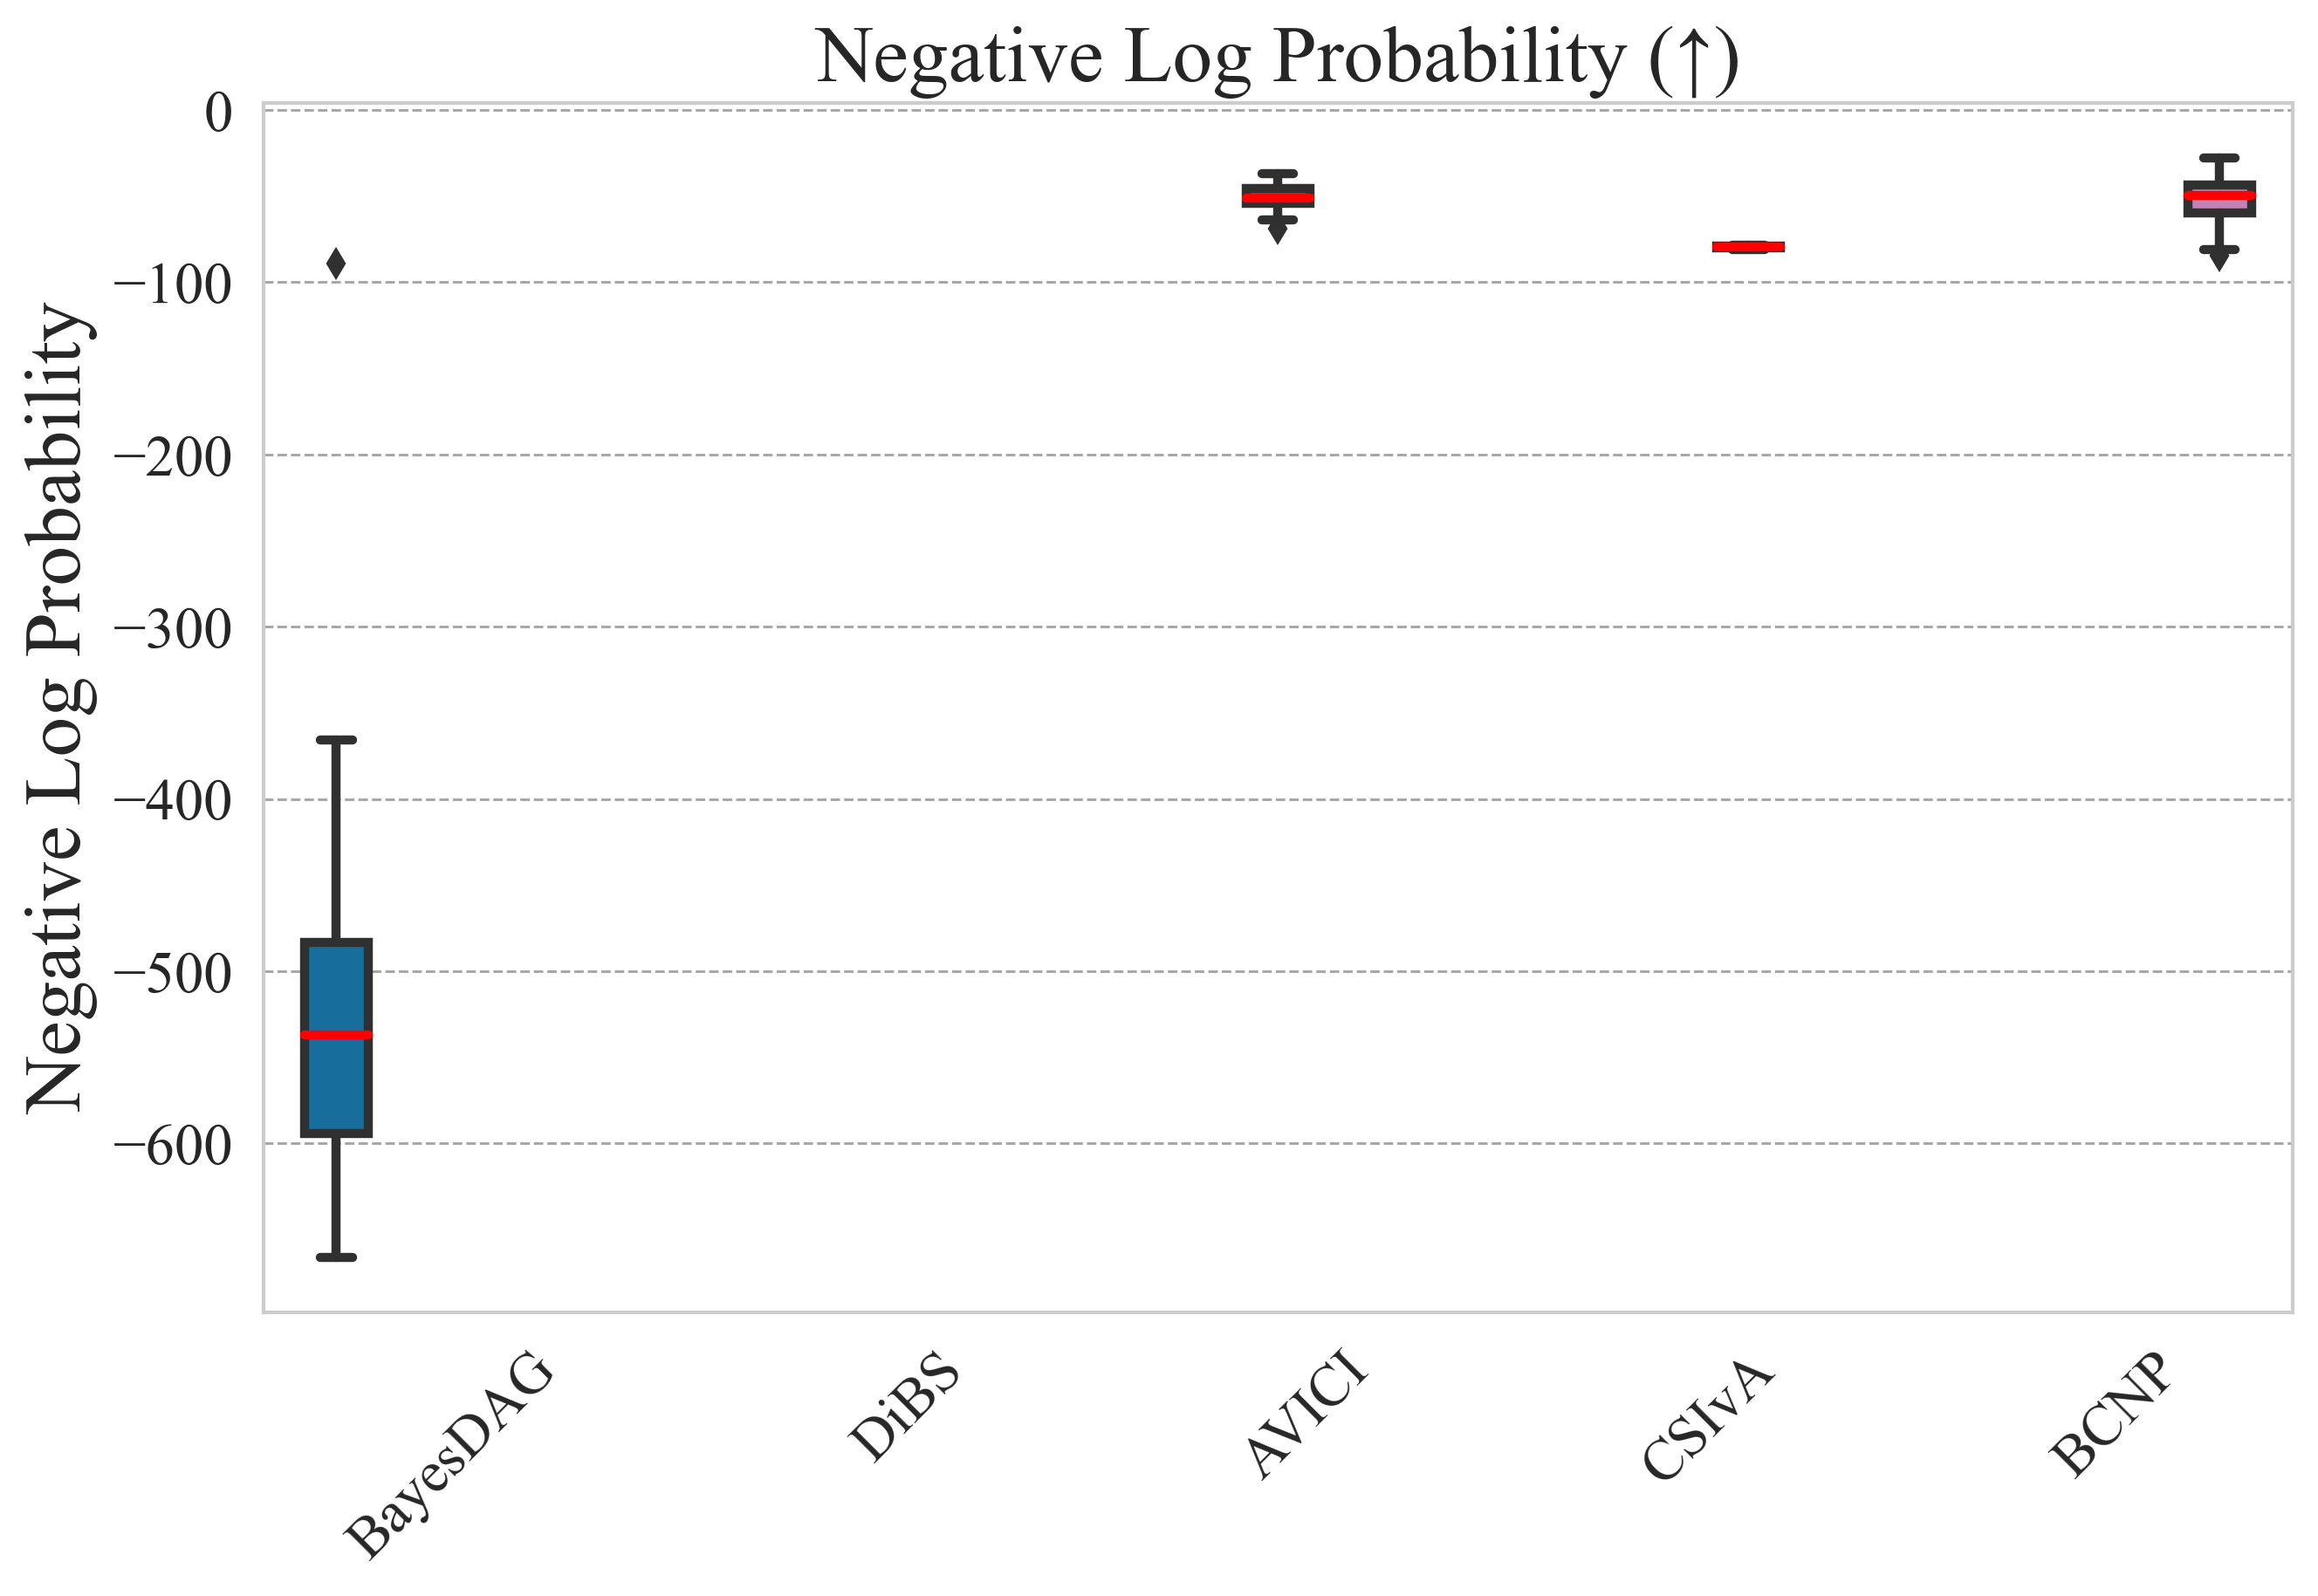 Negative Log Probability (↑)
Negative Log Probability
0
−100
−200
−300
−400
−500
−600
BayesDAG
DiBS
AVICI
CSIvA
BCNP